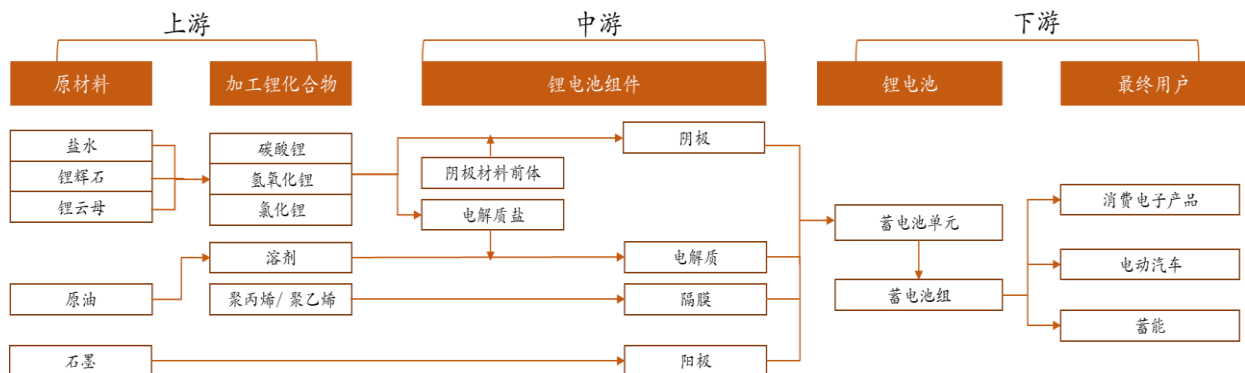 上游
中游
下游
原材料
加工锂化合物
锂电池组件
锂电池
最终用户
盐水
锂辉石
锂云母
碳酸锂
氢氧化锂
氯化锂
阴极
阴极材料前体
电解质盐
消费电子产品
蓄电池单元
溶剂
电解质
电动汽车
原油
聚丙烯/ 聚乙烯
隔膜
蓄电池组
蓄能
石墨
阳极